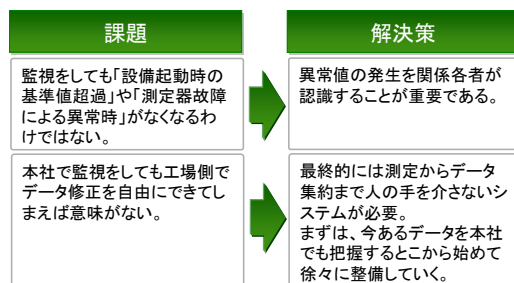 課題
解決策
監視をしても「設備起動時の
基準値超過」や「測定器故障
による異常時」がなくなるわ
けではない。
異常値の発生を関係各者が
認識することが重要である。
本社で監視をしても工場側で
データ修正を自由にできてし
まえば意味がない。
最終的には測定からデータ
集約まで人の手を介さないシ
ステムが必要。
まずは、今あるデータを本社
でも把握するとこから始めて
徐々に整備していく。